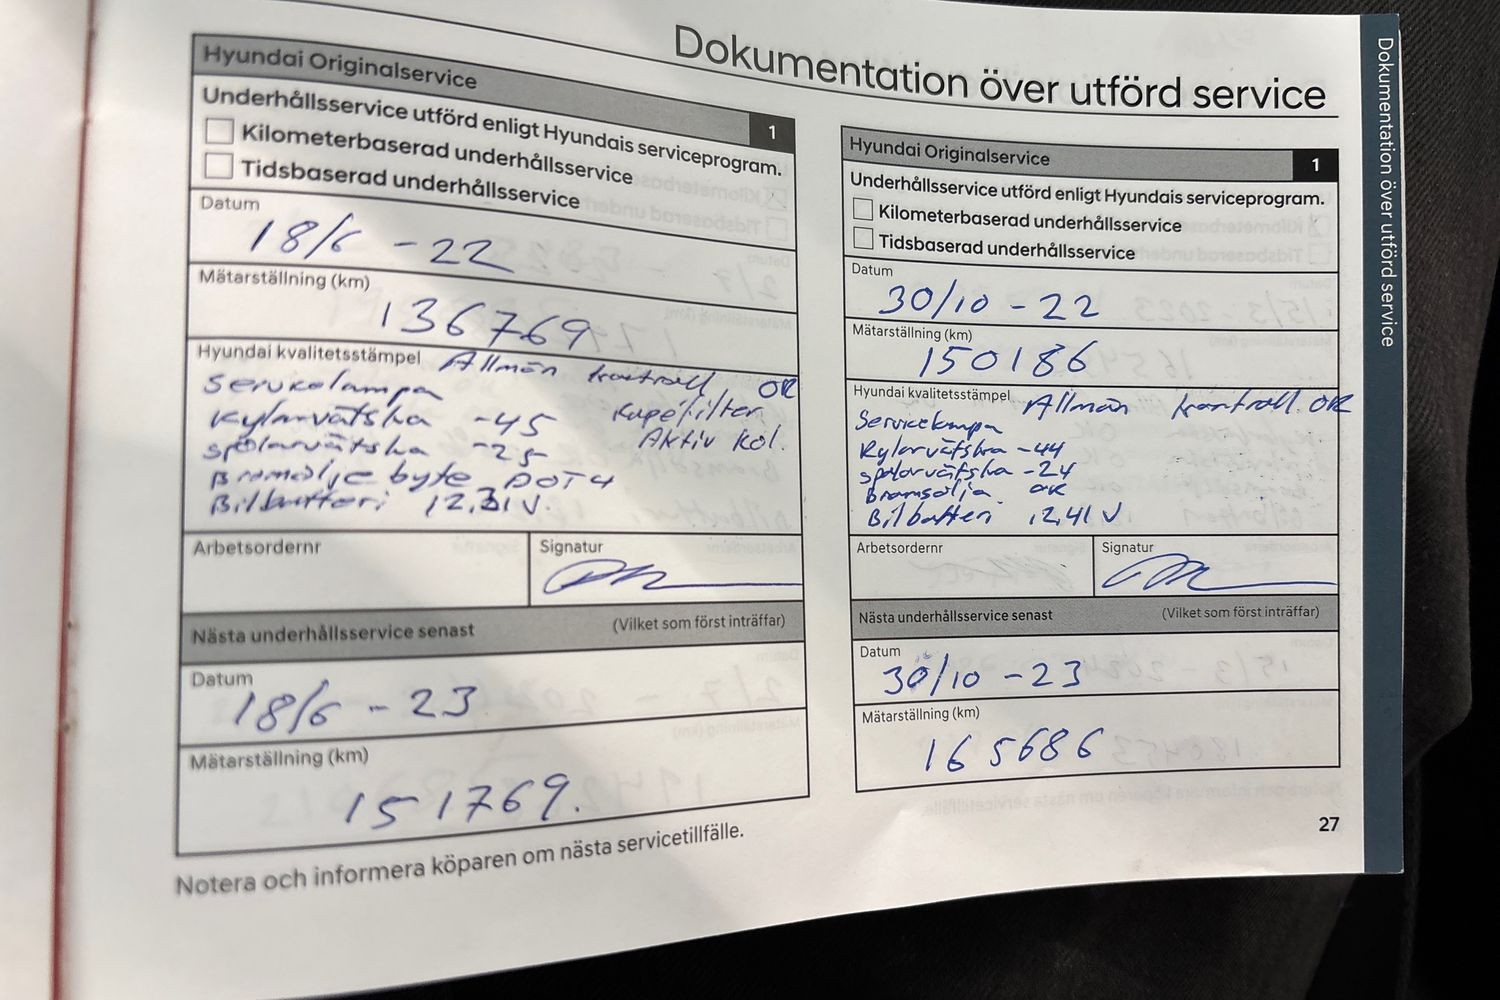 Dokumentation över utförd service
Hyundai Originalservice 1
Underhållsservice utförd enligt Hyundais serviceprogram.
Kilometerbaserad underhållsservice
Tidsbaserad underhållsservice
Datum
18/6 - 22
Mätarställning (km)
136769
Hyundai kvalitetsstämpel Allmän kontroll OK
Servicelampa
Kylarvätska -45 Kupéfilter
spolarvätska -25 Aktiv Kol.
Bromsolje byte DOT4
Bilbatteri 12,31 V.
Arbetsordernr
Signatur
Nästa underhållsservice senast (Vilket som först inträffar)
Datum
18/6 - 23
Mätarställning (km)
151769.
Notera och informera köparen om nästa servicetillfälle.
Hyundai Originalservice 1
Underhållsservice utförd enligt Hyundais serviceprogram.
Kilometerbaserad underhållsservice
Tidsbaserad underhållsservice
Datum
30/10 - 22
Mätarställning (km)
150186
Hyundai kvalitetsstämpel Allmän kontroll OK
Servicelampa
Kylarvätska -44
spolarvätska -24
Bromsolja OK
Bilbatteri 12,41 V
Arbetsordernr
Signatur
Nästa underhållsservice senast (Vilket som först inträffar)
Datum
30/10 - 23
Mätarställning (km)
165686
27
Dokumentation över utförd service